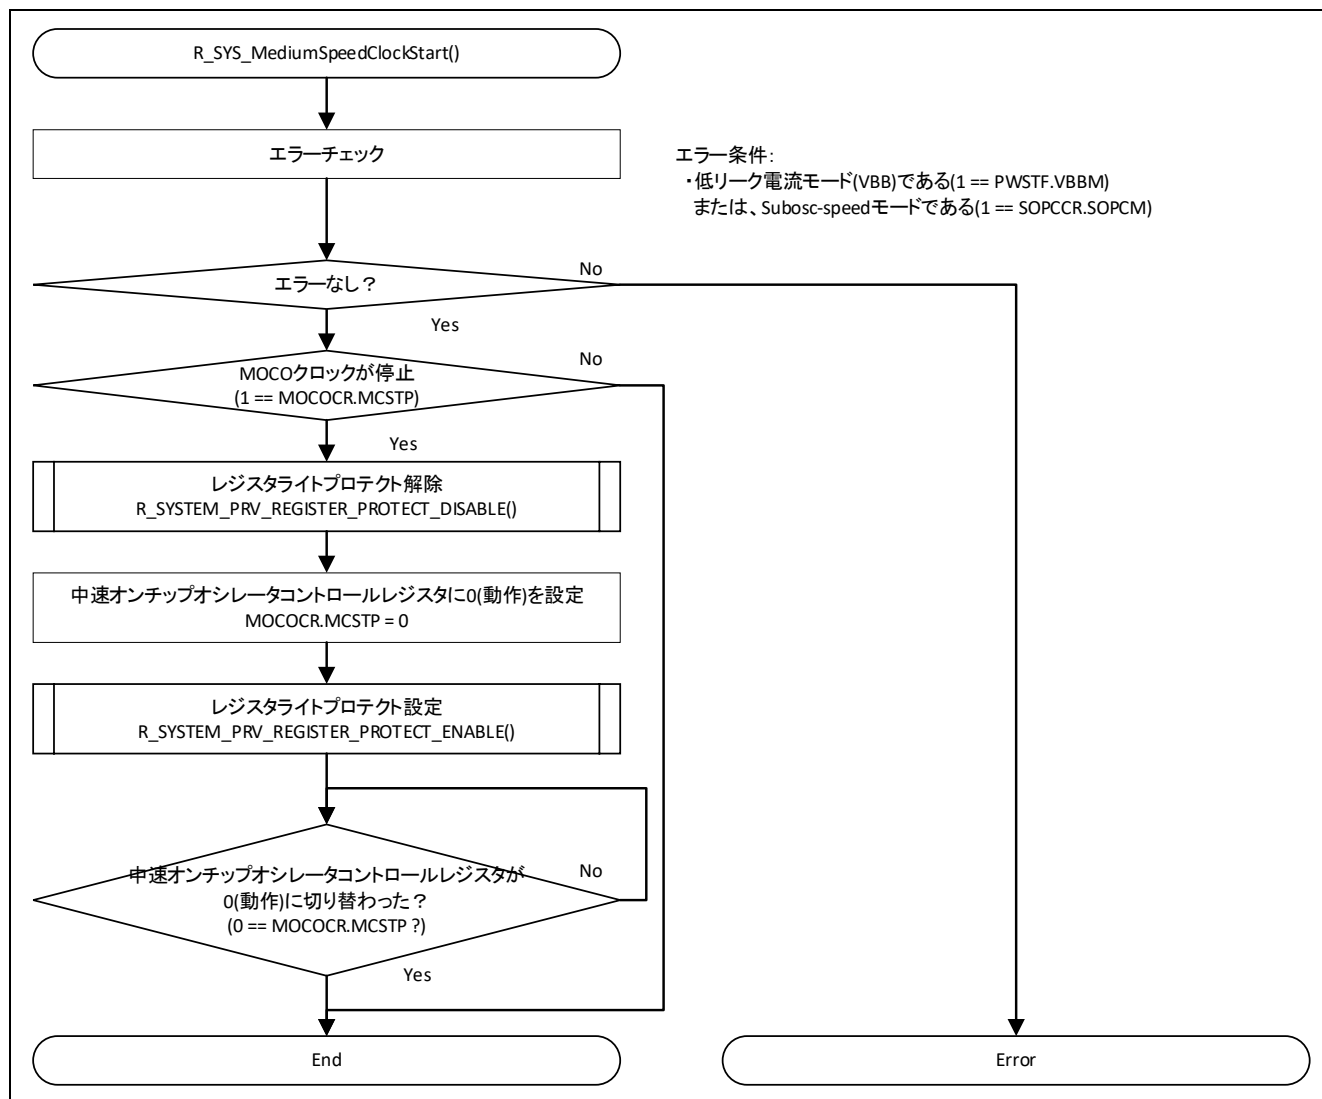 R_SYS_MediumSpeedClockStart()
エラーチェック
エラー条件:
・低リーク電流モード(VBB)である(1 == PWSTF.VBBM)
または、Subosc-speedモードである(1 == SOPCCR.SOPCM)
エラーなし？
No
Yes
MOCOクロックが停止
(1 == MOCOCR.MCSTP)
No
Yes
レジスタライトプロテクト解除
R_SYSTEM_PRV_REGISTER_PROTECT_DISABLE()
中速オンチップオシレータコントロールレジスタに0(動作)を設定
MOCOCR.MCSTP = 0
レジスタライトプロテクト設定
R_SYSTEM_PRV_REGISTER_PROTECT_ENABLE()
中速オンチップオシレータコントロールレジスタが
0(動作)に切り替わった？
(0 == MOCOCR.MCSTP ?)
No
Yes
End
Error